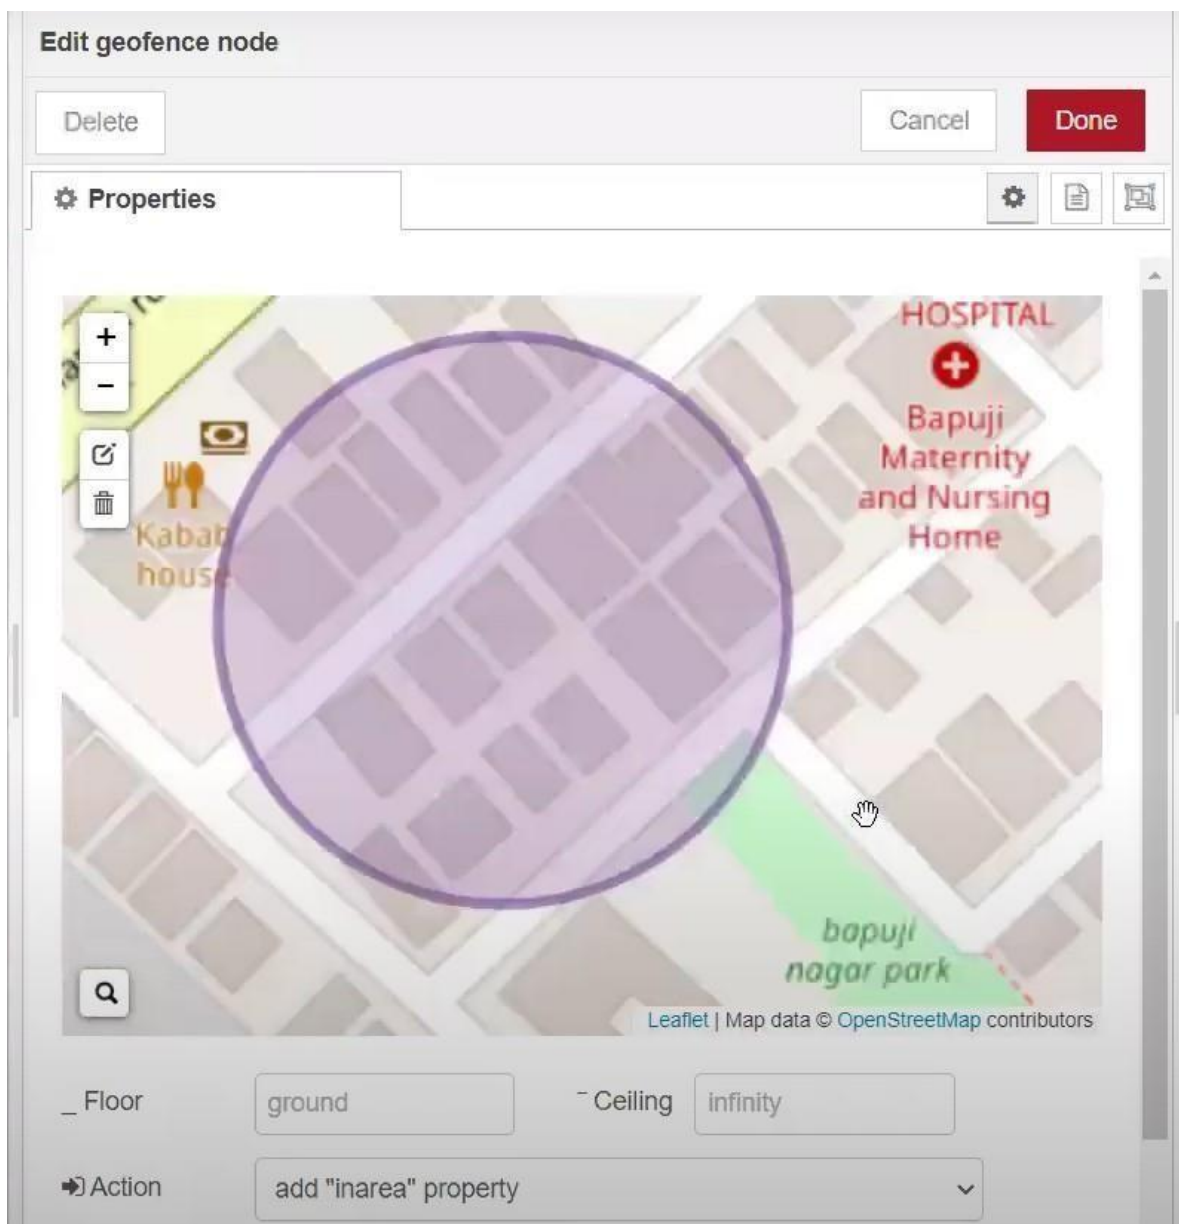 Edit geofence node
Delete
Cancel
Done
Properties
+
−
HOSPITAL
Bapuji
Maternity
and Nursing
Home
Kabab
house
bapuji
nagar park
Leaflet | Map data © OpenStreetMap contributors
_ Floor
ground
¯ Ceiling
infinity
Action
add "inarea" property